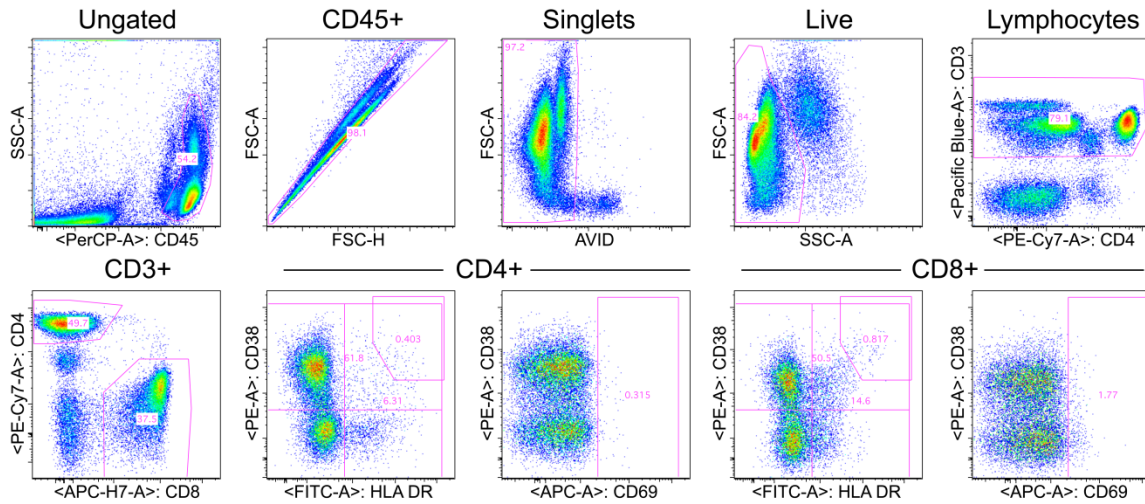 Ungated
CD45+
Singlets
Live
Lymphocytes
SSC-A
54.2
<PerCP-A>: CD45
FSC-A
98.1
FSC-H
FSC-A
97.2
AVID
FSC-A
84.2
SSC-A
<Pacific Blue-A>: CD3
79.1
<PE-Cy7-A>: CD4
CD3+
CD4+
CD8+
<PE-Cy7-A>: CD4
49.7
37.5
<APC-H7-A>: CD8
<PE-A>: CD38
0.403
61.8
6.31
<FITC-A>: HLA DR
<PE-A>: CD38
0.315
<APC-A>: CD69
<PE-A>: CD38
0.817
50.5
14.6
<FITC-A>: HLA DR
<PE-A>: CD38
1.77
<APC-A>: CD69